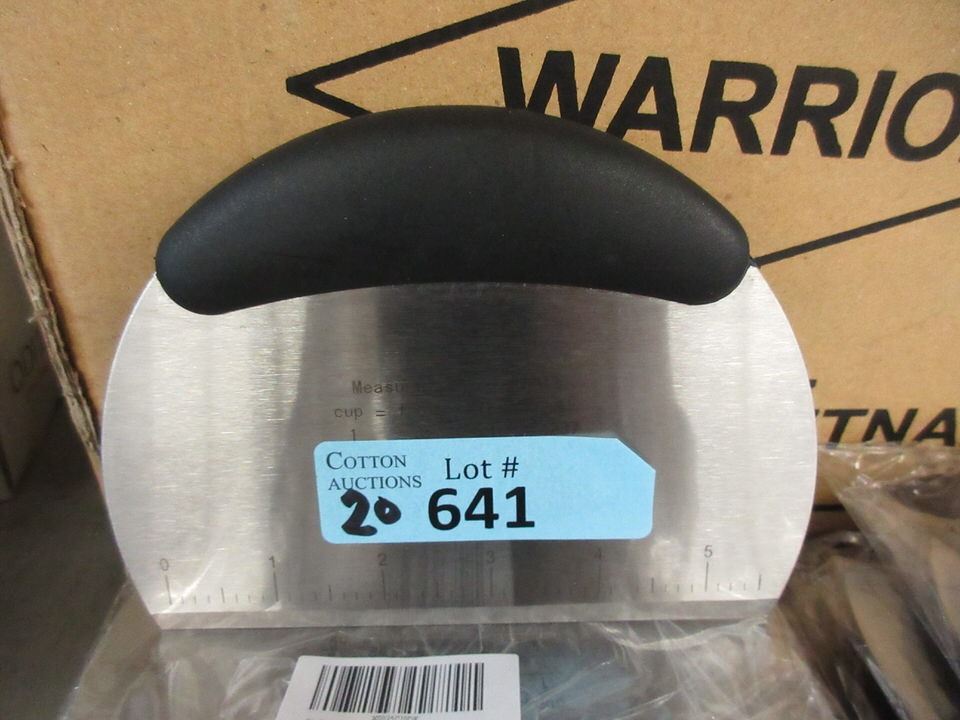 WARRIO
TNA
Measu
cup =
1
COTTON
AUCTIONS
Lot #
20
641
0 1 2 3 4 5